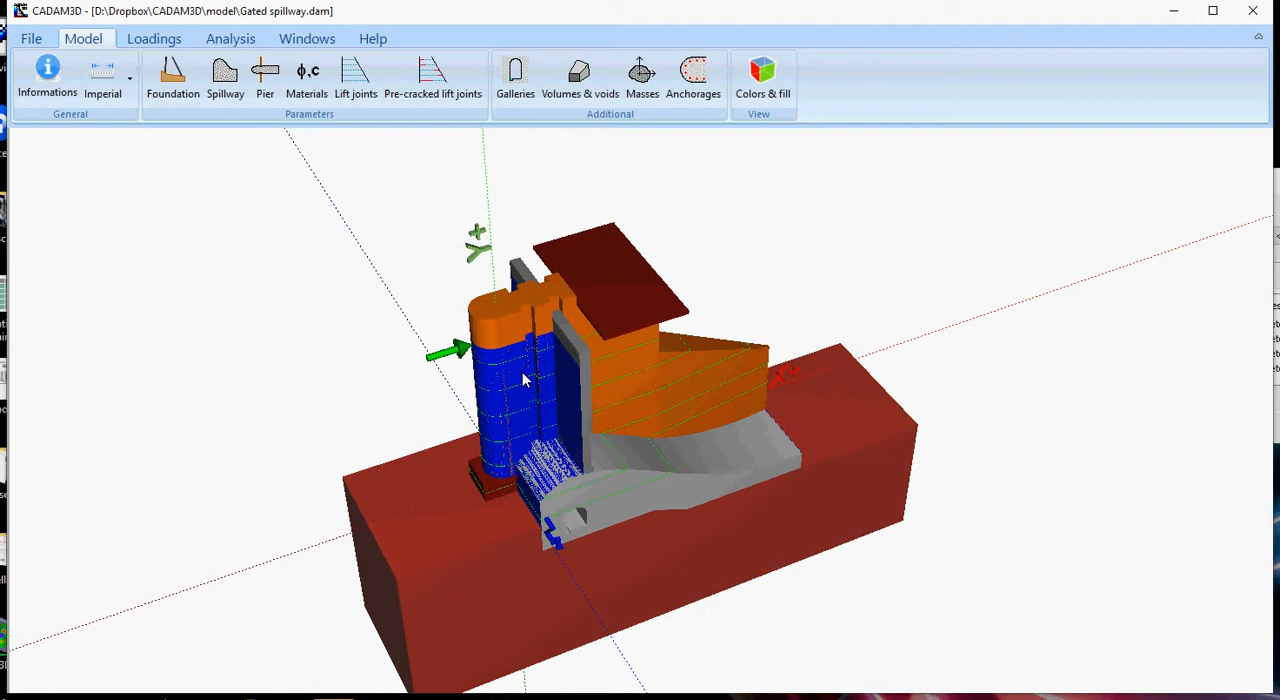 CADAM3D - [D:\Dropbox\CADAM3D\model\Gated spillway.dam]
File Model Loadings Analysis Windows Help
Informations Imperial Foundation Spillway Pier ϕ,c Materials Lift joints Pre-cracked lift joints Galleries Volumes & voids Masses Anchorages Colors & fill
General Parameters Additional View
Y+
X+